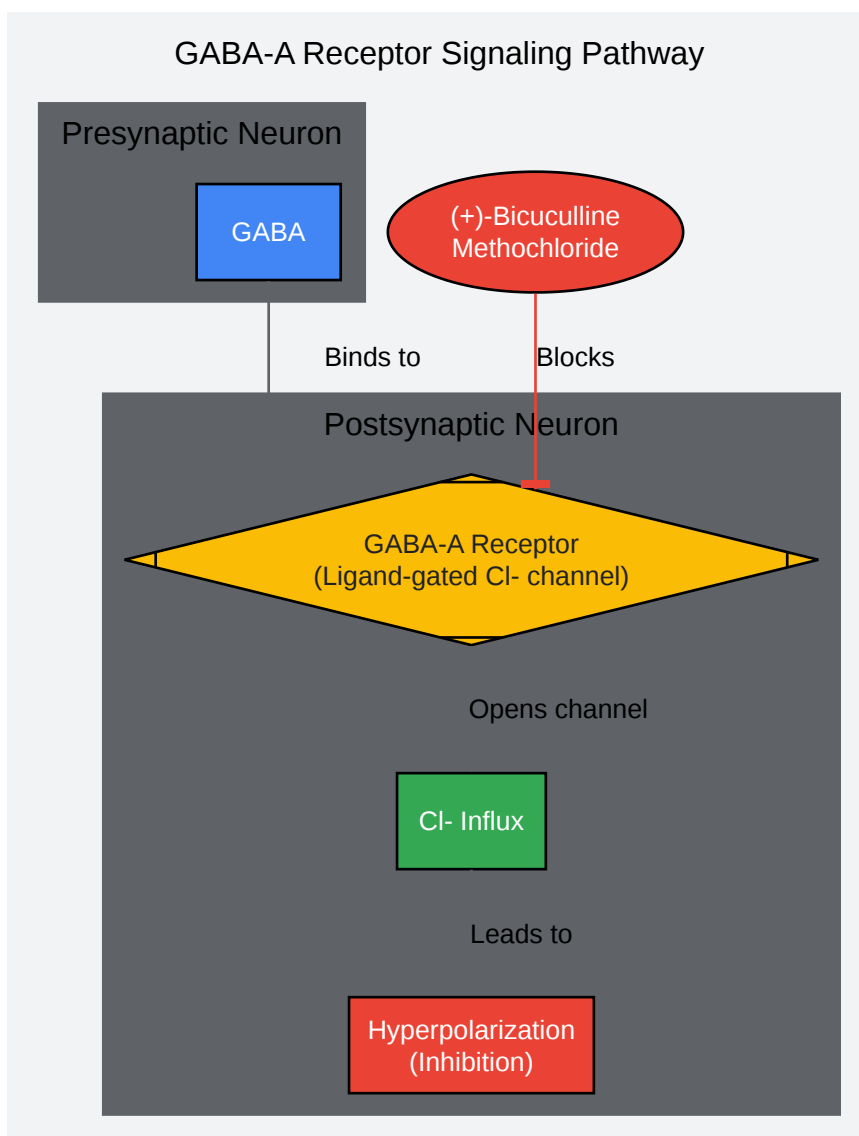 GABA-A Receptor Signaling Pathway
Presynaptic Neuron
GABA
(+)-Bicuculline
Methochloride
Binds to
Blocks
Postsynaptic Neuron
GABA-A Receptor
(Ligand-gated Cl- channel)
Opens channel
Cl- Influx
Leads to
Hyperpolarization
(Inhibition)